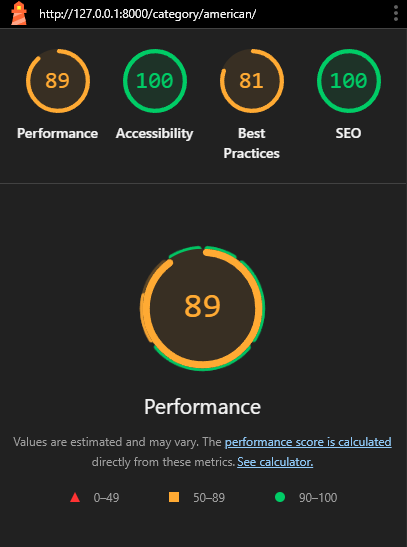 http://127.0.0.1:8000/category/american/
89 100 81 100
Performance Accessibility Best Practices SEO
89
Performance
Values are estimated and may vary. The performance score is calculated
directly from these metrics. See calculator.
0–49 50–89 90–100